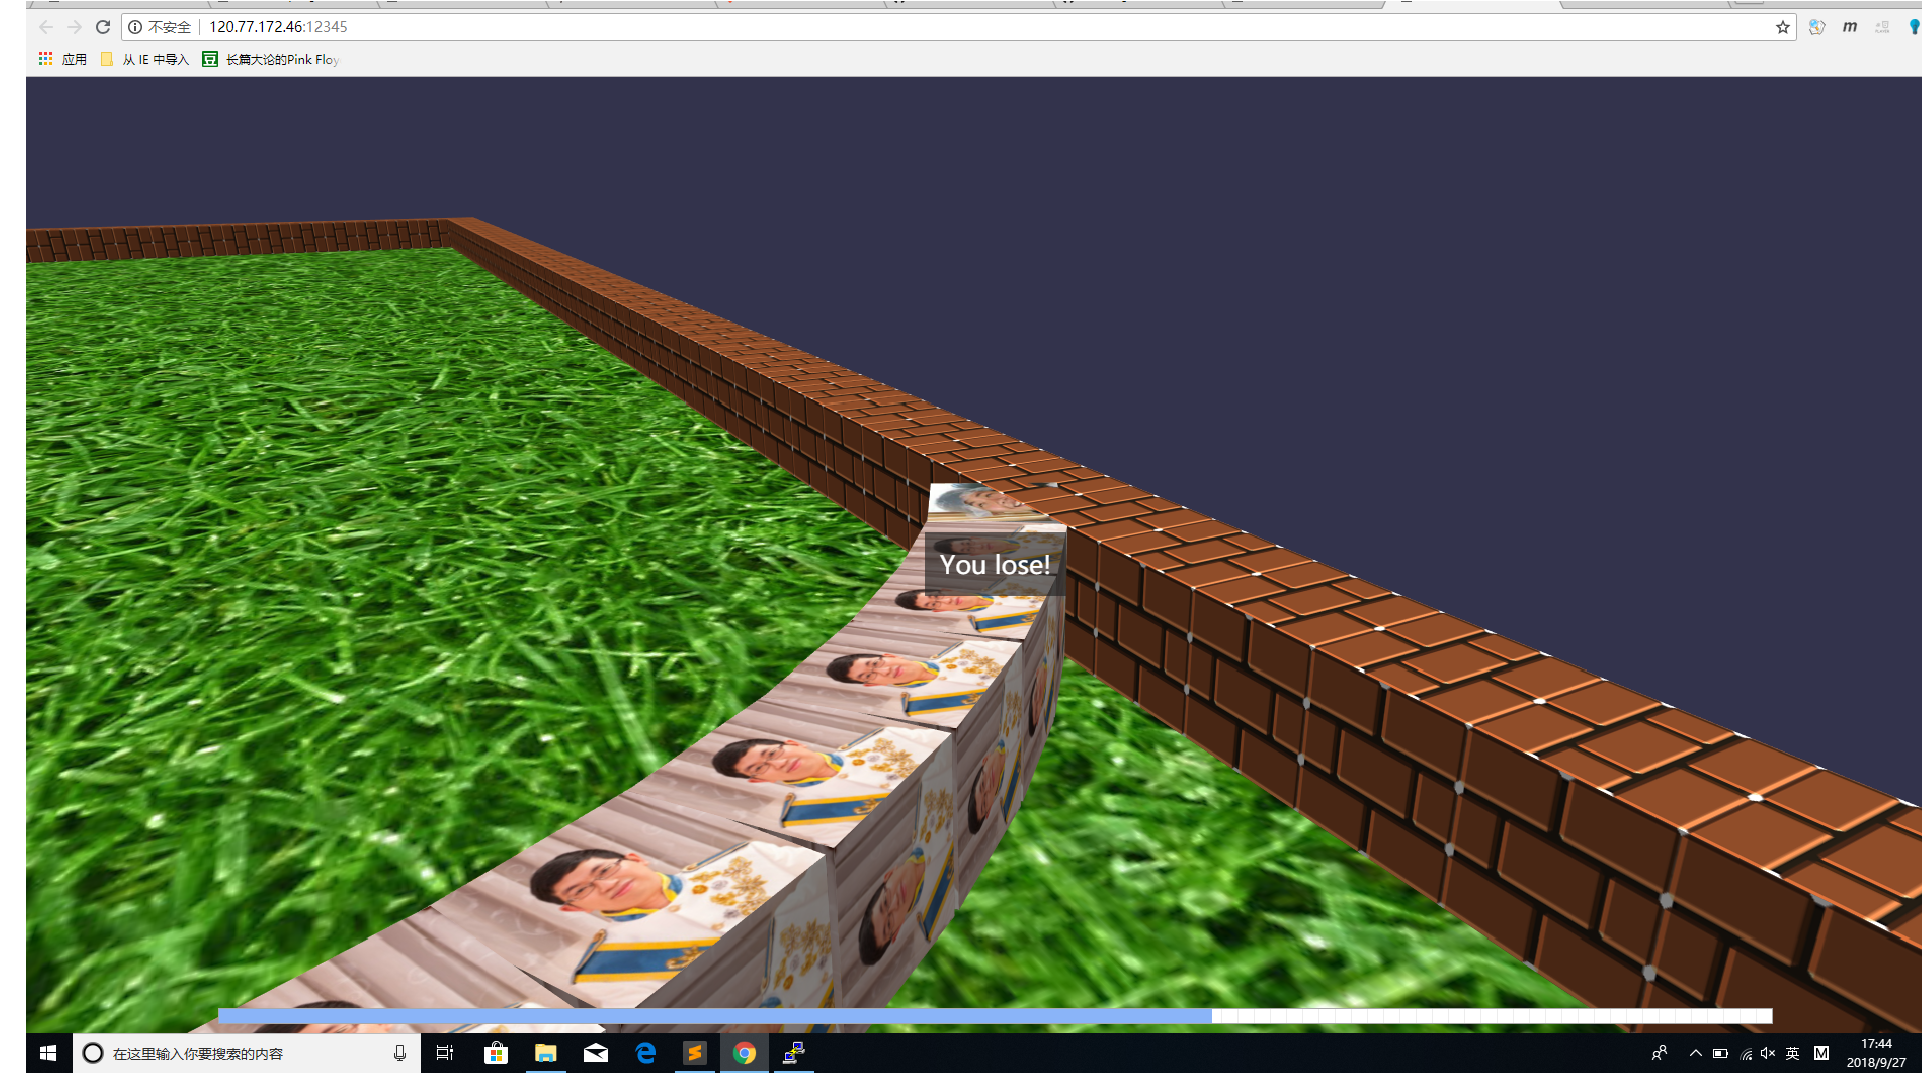 不安全
120.77.172.46:12345
应用
从 IE 中导入
长篇大论的Pink Floy
You lose!
在这里输入你要搜索的内容
英
17:44
2018/9/27